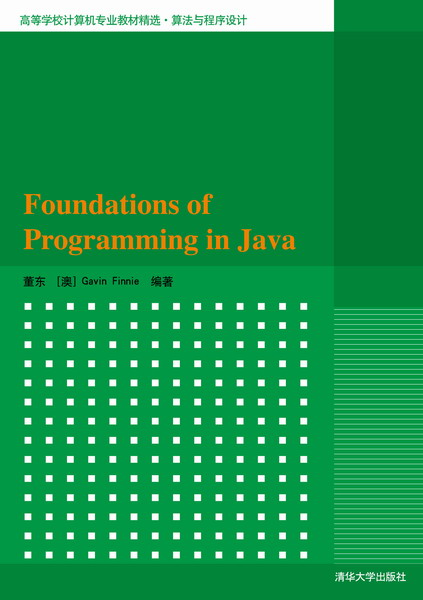 高等学校计算机专业教材精选·算法与程序设计
Foundations of
Programming in Java
董东 [澳] Gavin Finnie 编著
清华大学出版社